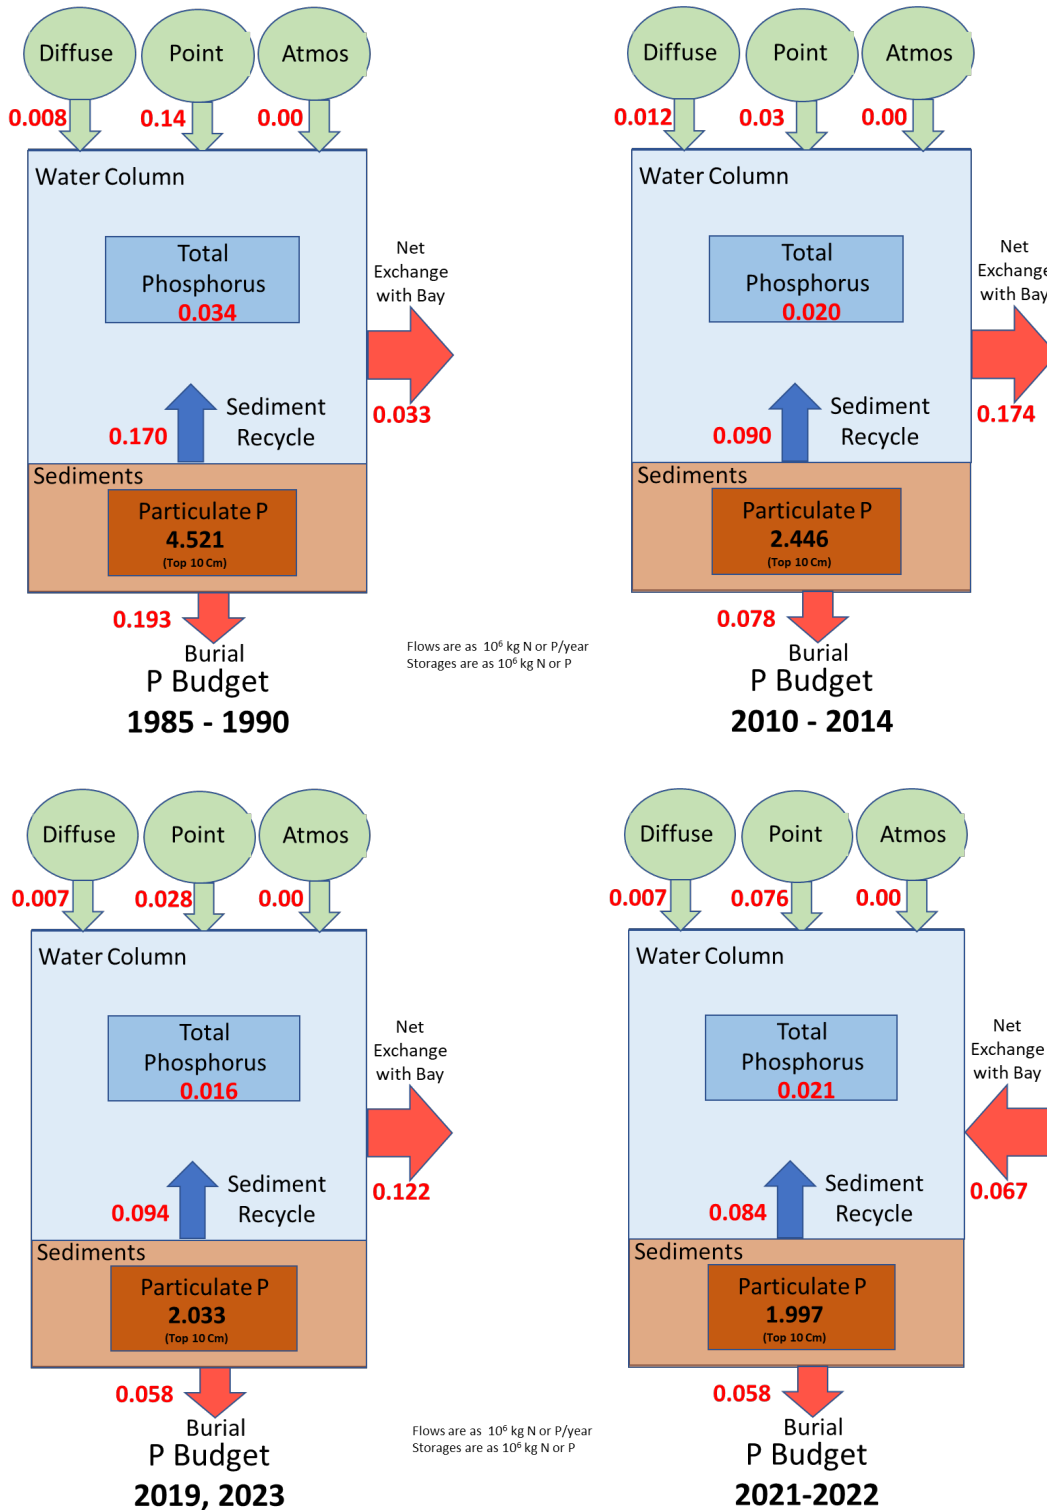 Diffuse
Point
Atmos
0.008
0.14
0.00
Water Column
Total
Phosphorus
0.034
Net
Exchange
with Bay
0.033
0.170
Sediment
Recycle
Sediments
Particulate P
4.521
(Top 10 Cm)
0.193
Burial
P Budget
1985 - 1990
Diffuse
Point
Atmos
0.012
0.03
0.00
Water Column
Total
Phosphorus
0.020
Net
Exchange
with Bay
0.174
0.090
Sediment
Recycle
Sediments
Particulate P
2.446
(Top 10 Cm)
0.078
Burial
P Budget
2010 - 2014
Flows are as 10⁶ kg N or P/year
Storages are as 10⁶ kg N or P
Diffuse
Point
Atmos
0.007
0.028
0.00
Water Column
Total
Phosphorus
0.016
Net
Exchange
with Bay
0.122
0.094
Sediment
Recycle
Sediments
Particulate P
2.033
(Top 10 Cm)
0.058
Burial
P Budget
2019, 2023
Diffuse
Point
Atmos
0.007
0.076
0.00
Water Column
Total
Phosphorus
0.021
Net
Exchange
with Bay
0.067
0.084
Sediment
Recycle
Sediments
Particulate P
1.997
(Top 10 Cm)
0.058
Burial
P Budget
2021-2022
Flows are as 10⁶ kg N or P/year
Storages are as 10⁶ kg N or P